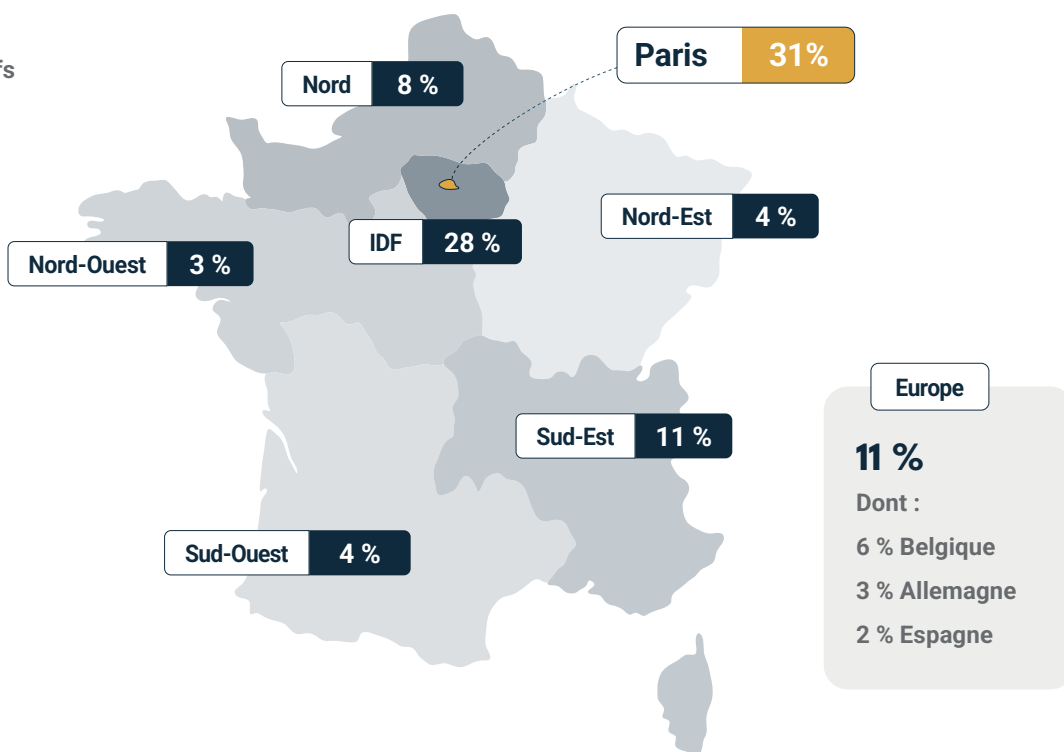 Paris 31%
Nord 8 %
Nord-Est 4 %
IDF 28 %
Nord-Ouest 3 %
Europe
11 %
Dont :
6 % Belgique
3 % Allemagne
2 % Espagne
Sud-Est 11 %
Sud-Ouest 4 %